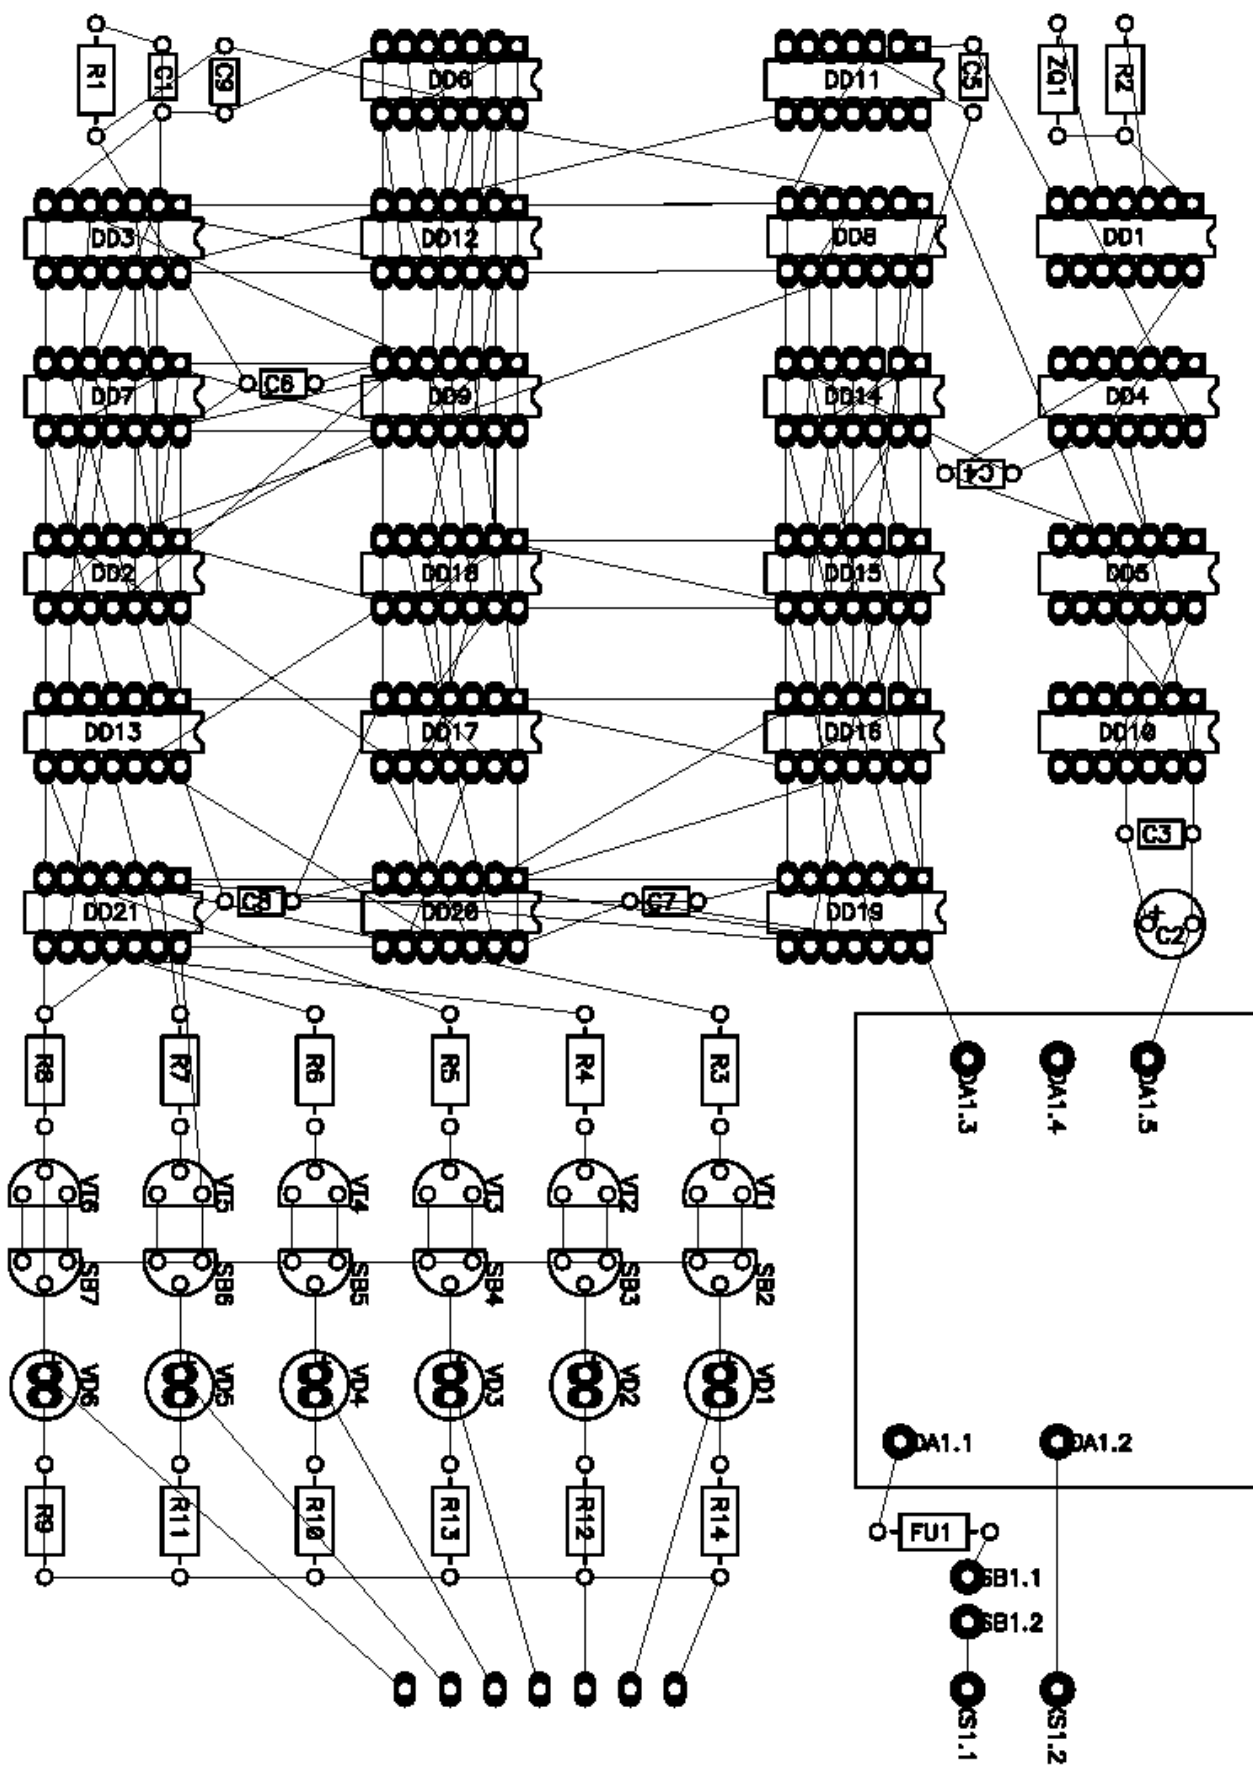 R1 C1 C9 DD6 DD11 C5 ZQ1 R2
DD3 DD12 DD8 DD1
DD7 C6 DD9 DD14 DD4
C4
DD2 DD18 DD15 DD5
DD13 DD17 DD16 DD10
C3
DD21 C8 DD20 C7 DD19 + C2
R8 R7 R6 R5 R4 R3 DA1.3 DA1.4 DA1.5
VT6 VT5 VT4 VT3 VT2 VT1
SB7 SB6 SB5 SB4 SB3 SB2
VD6 VD5 VD4 VD3 VD2 VD1
DA1.1 DA1.2
R9 R11 R10 R13 R12 R14 FU1
SB1.1
SB1.2
XS1.1 XS1.2